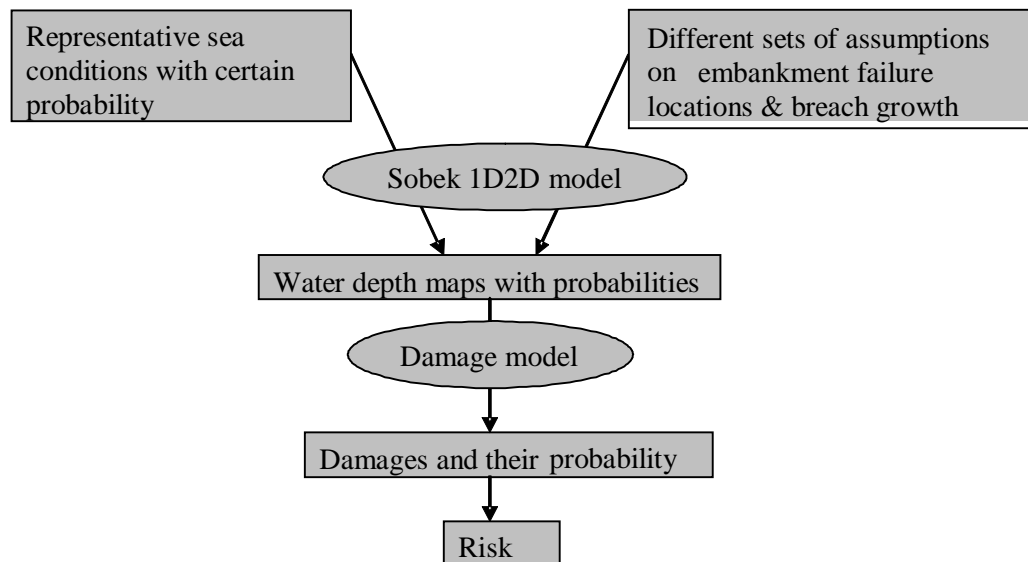 Representative sea
conditions with certain
probability
Different sets of assumptions
on embankment failure
locations & breach growth
Sobek 1D2D model
Water depth maps with probabilities
Damage model
Damages and their probability
Risk